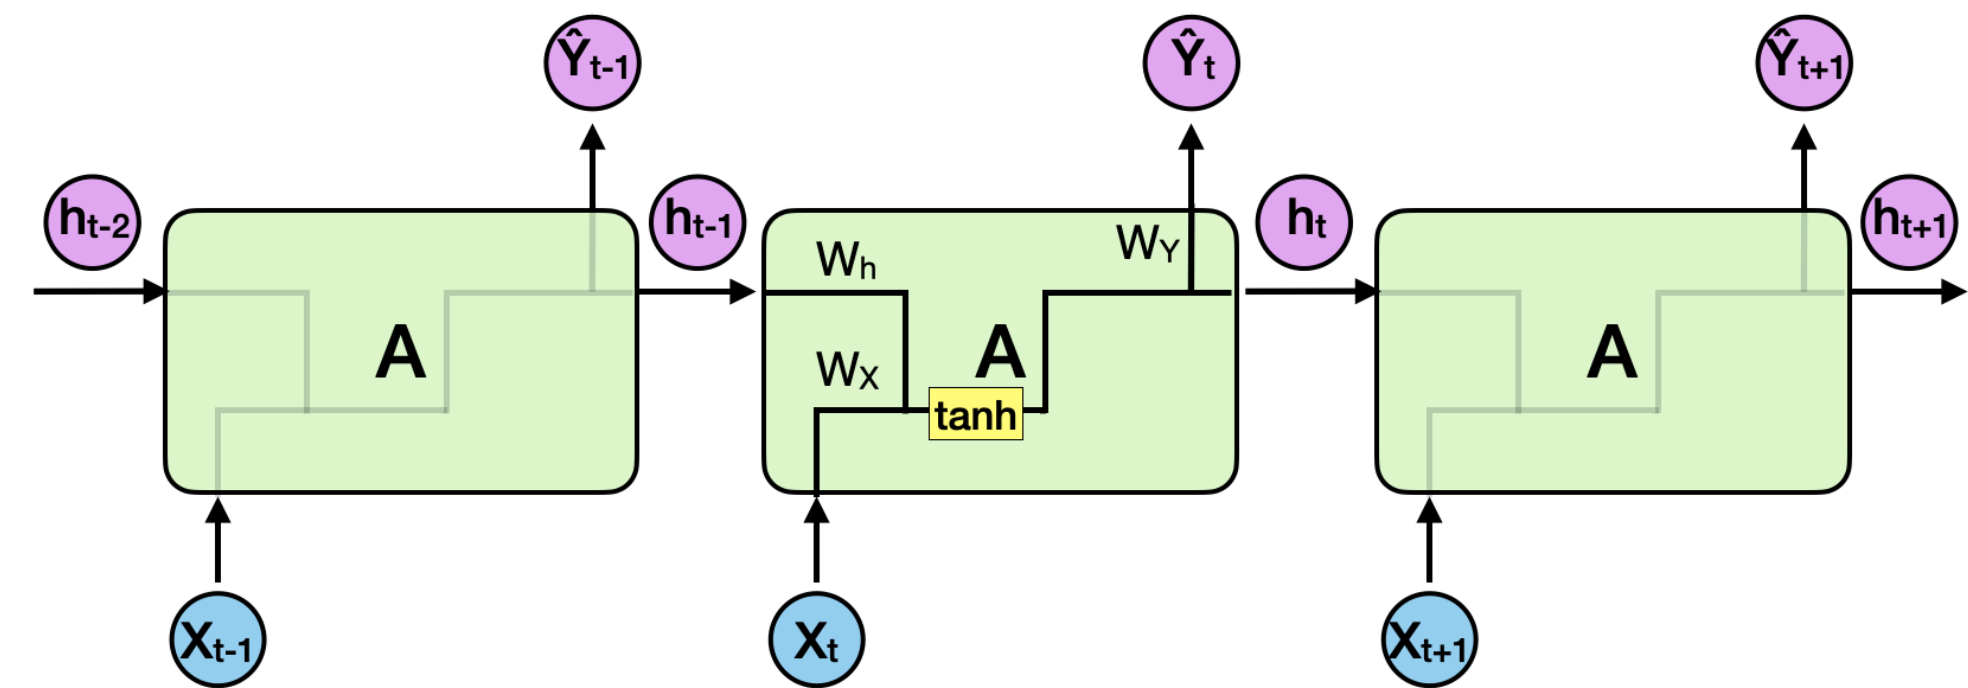 Ŷt-1
Ŷt
Ŷt+1
ht-2
ht-1
ht
ht+1
Wh
WY
A
WX
A
A
tanh
Xt-1
Xt
Xt+1